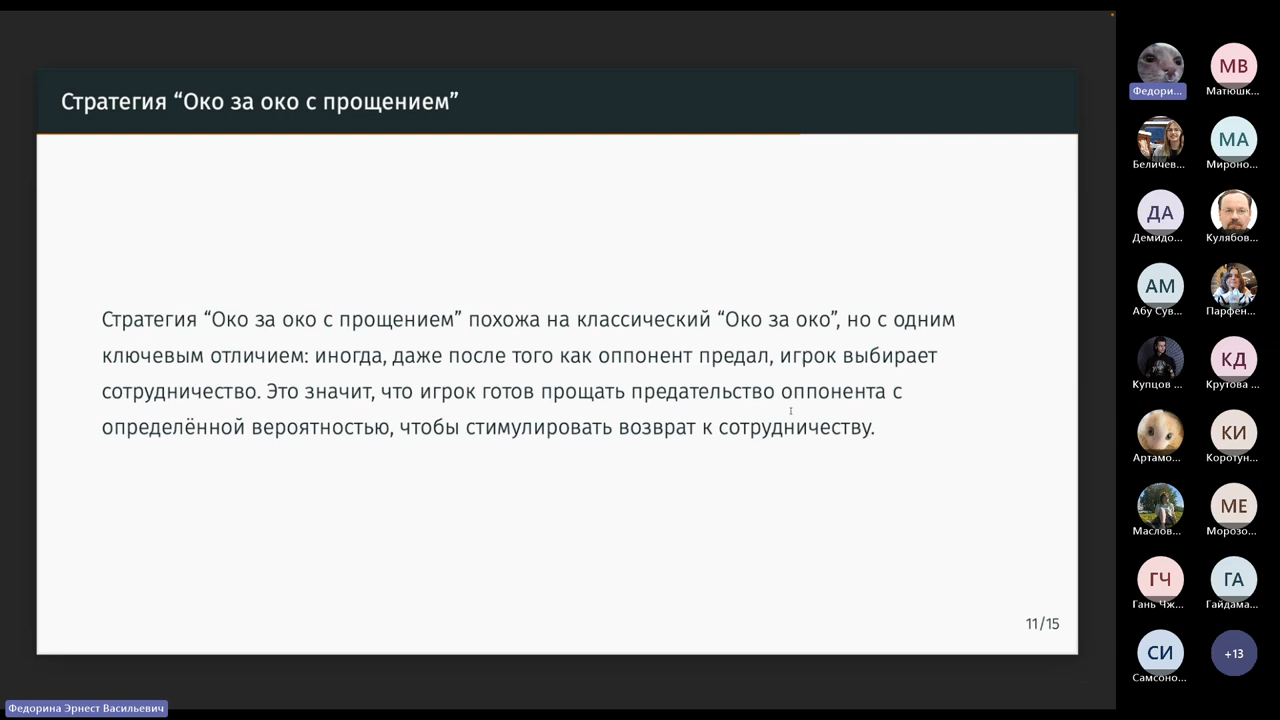 Стратегия “Око за око с прощением”
Стратегия “Око за око с прощением” похожа на классический “Око за око”, но с одним
ключевым отличием: иногда, даже после того как оппонент предал, игрок выбирает
сотрудничество. Это значит, что игрок готов прощать предательство оппонента с
определённой вероятностью, чтобы стимулировать возврат к сотрудничеству.
11/15
Федорина Эрнест Васильевич
Федори...
МВ
Матюшк...
Беличев...
МА
Мироно...
ДА
Демидо...
Кулябов...
АМ
Абу Сув...
Парфен...
Купцов ...
КД
Крутова ...
Артамо...
КИ
Коротун...
Маслов...
МЕ
Морозо...
ГЧ
Гань Чж...
ГА
Гайдама...
СИ
Самсоно...
+13